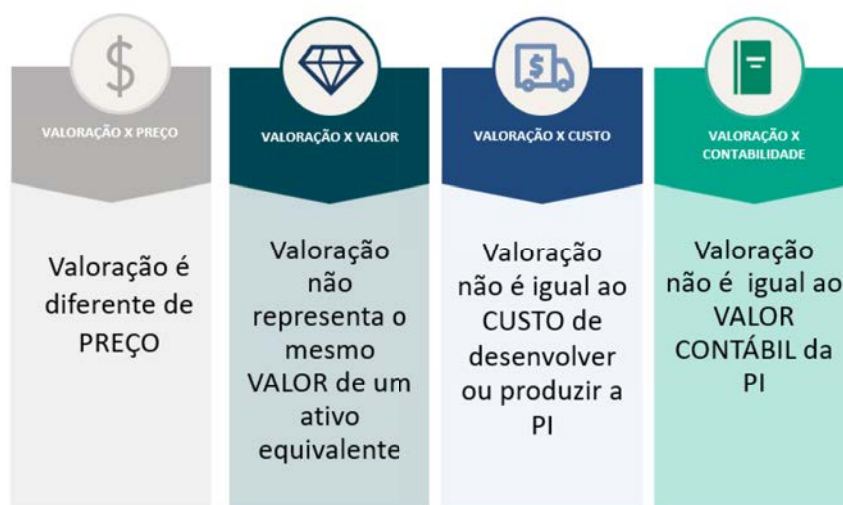 $
VALORAÇÃO X PREÇO
Valoração é
diferente de
PREÇO
VALORAÇÃO X VALOR
Valoração
não
representa o
mesmo
VALOR de um
ativo
equivalente
$
VALORAÇÃO X CUSTO
Valoração
não é igual ao
CUSTO de
desenvolver
ou produzir a
PI
VALORAÇÃO X
CONTABILIDADE
Valoração
não é igual ao
VALOR
CONTÁBIL da
PI